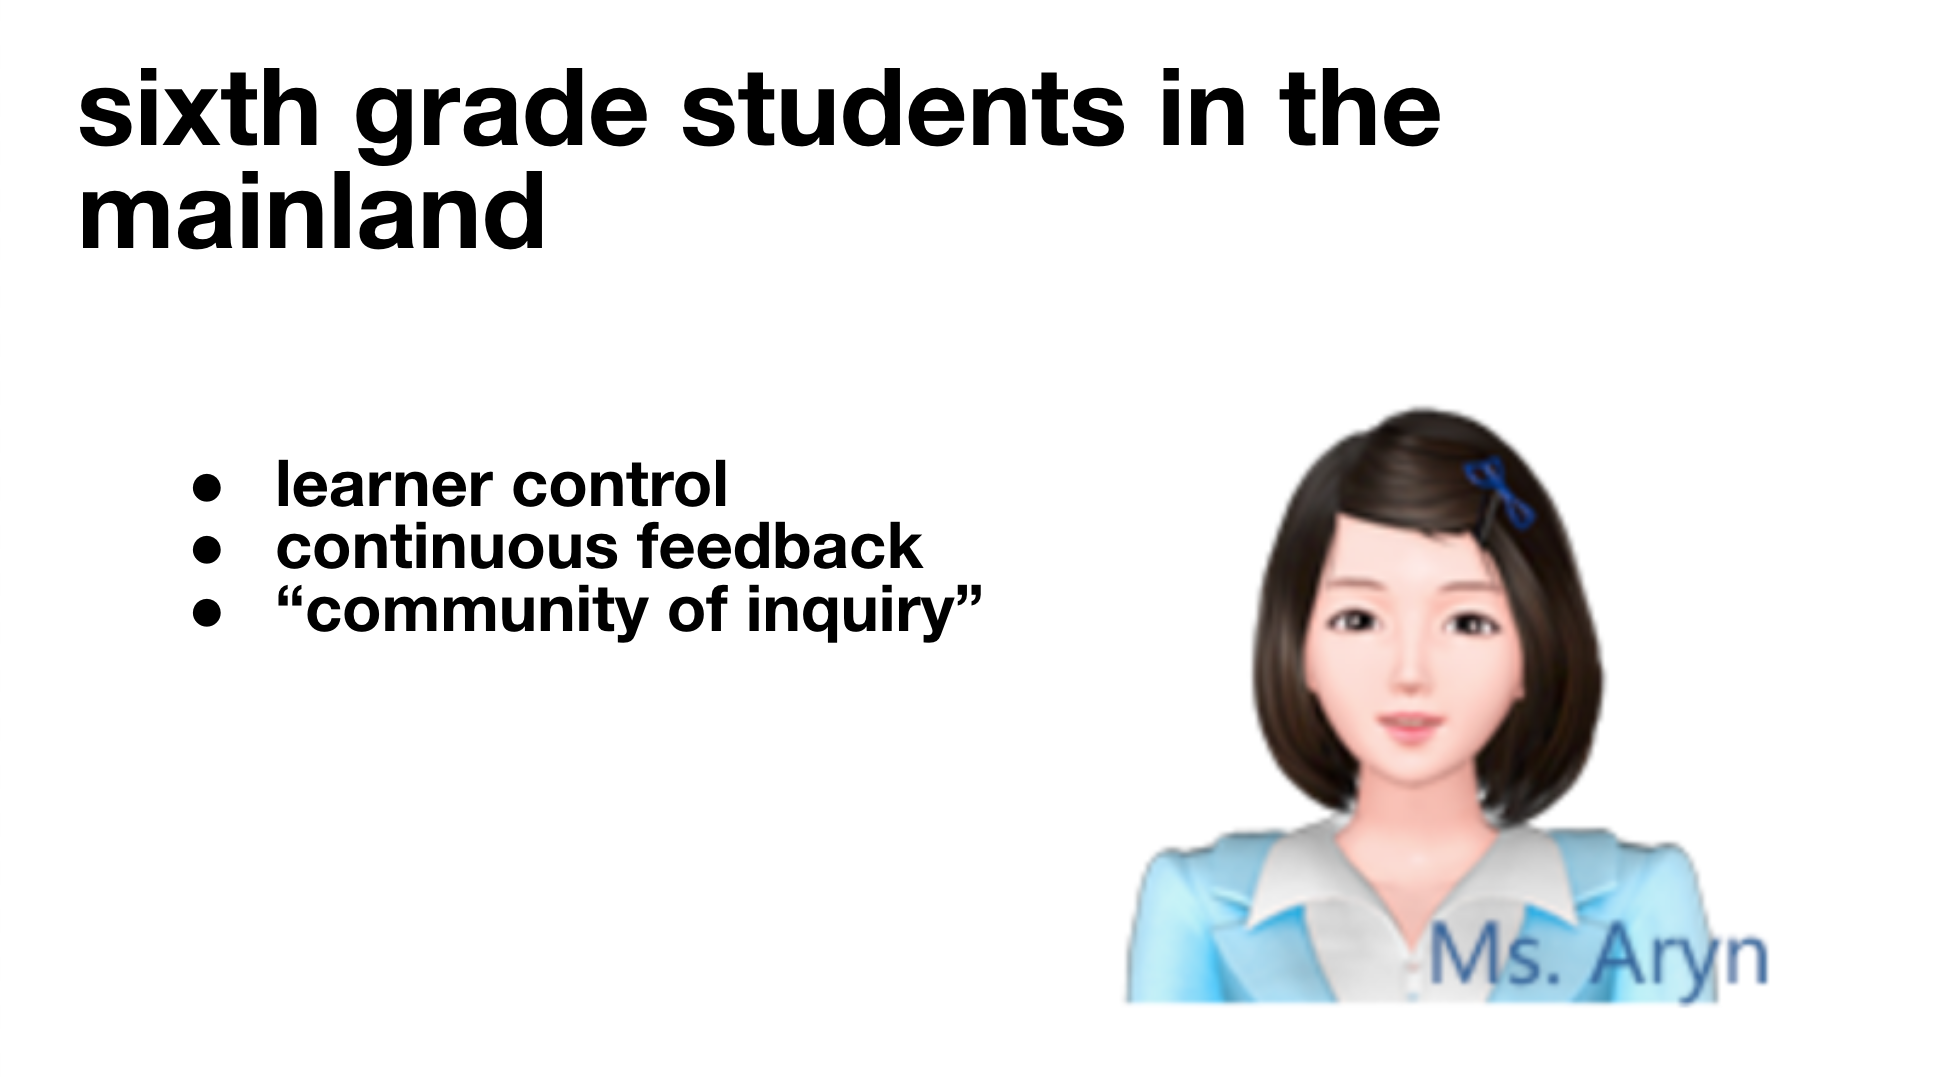 sixth grade students in the
mainland
● learner control
● continuous feedback
● “community of inquiry”
Ms. Aryn